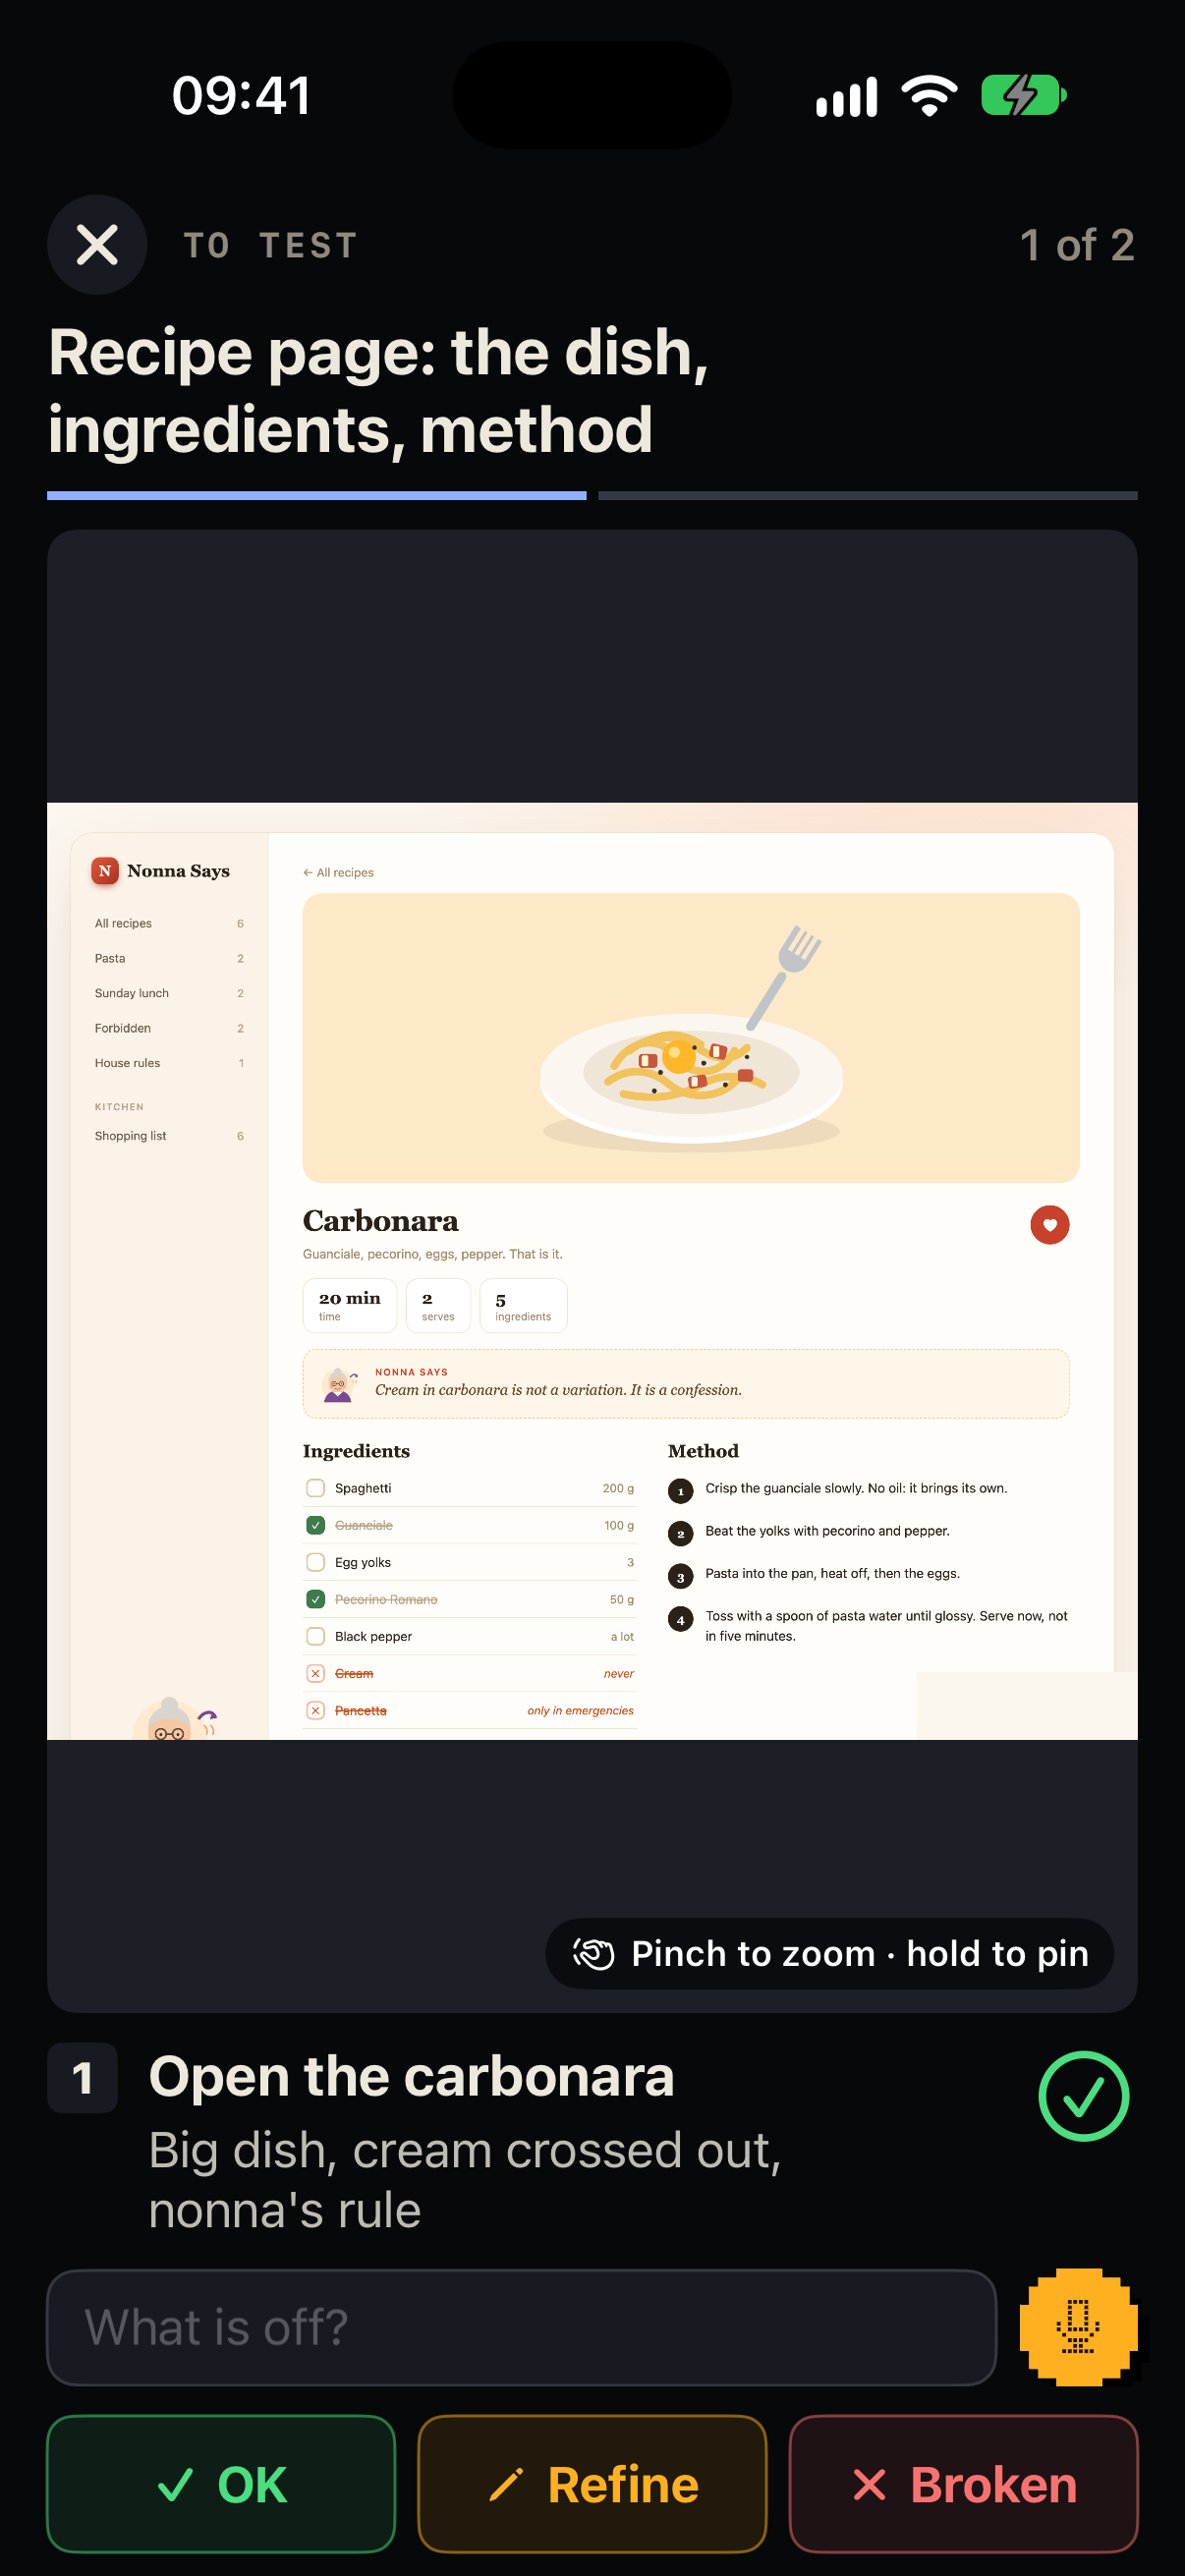 09:41
TO TEST
1 of 2
Recipe page: the dish,
ingredients, method
N Nonna Says
All recipes 6
Pasta 2
Sunday lunch 2
Forbidden 2
House rules 1
KITCHEN
Shopping list 6
← All recipes
Carbonara
Guanciale, pecorino, eggs, pepper. That is it.
20 min
time
2
serves
5
ingredients
NONNA SAYS
Cream in carbonara is not a variation. It is a confession.
Ingredients
Spaghetti 200 g
Guanciale 100 g
Egg yolks 3
Pecorino Romano 50 g
Black pepper a lot
Cream never
Pancetta only in emergencies
Method
1 Crisp the guanciale slowly. No oil: it brings its own.
2 Beat the yolks with pecorino and pepper.
3 Pasta into the pan, heat off, then the eggs.
4 Toss with a spoon of pasta water until glossy. Serve now, not
in five minutes.
Pinch to zoom · hold to pin
1 Open the carbonara
Big dish, cream crossed out,
nonna's rule
What is off?
OK
Refine
Broken